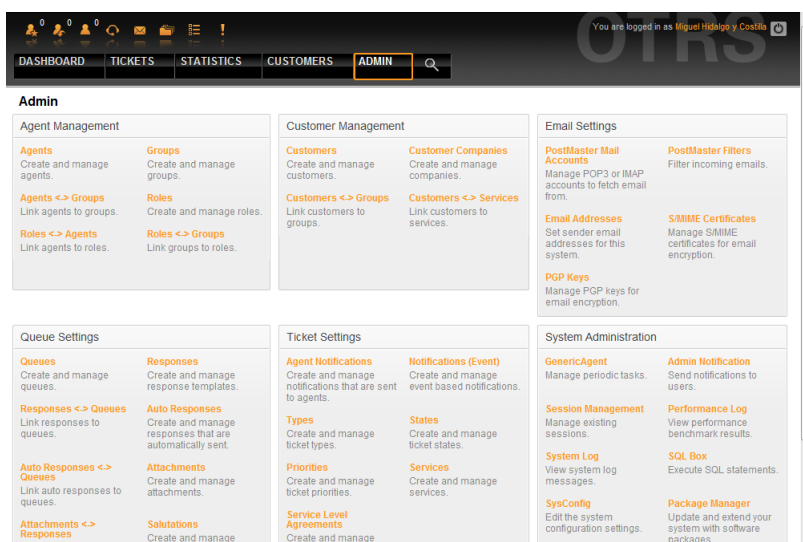 0 0 0
You are logged in as Miguel Hidalgo y Costilla
OTRS
DASHBOARD TICKETS STATISTICS CUSTOMERS ADMIN
Admin
Agent Management
Agents
Create and manage
agents.
Groups
Create and manage
groups.
Agents <-> Groups
Link agents to groups.
Roles
Create and manage roles.
Roles <-> Agents
Link agents to roles.
Roles <-> Groups
Link groups to roles.
Customer Management
Customers
Create and manage
customers.
Customer Companies
Create and manage
companies.
Customers <-> Groups
Link customers to
groups.
Customers <-> Services
Link customers to
services.
Email Settings
PostMaster Mail
Accounts
Manage POP3 or IMAP
accounts to fetch email
from.
PostMaster Filters
Filter incoming emails.
Email Addresses
Set sender email
addresses for this
system.
S/MIME Certificates
Manage S/MIME
certificates for email
encryption.
PGP Keys
Manage PGP keys for
email encryption.
Queue Settings
Queues
Create and manage
queues.
Responses
Create and manage
response templates.
Responses <-> Queues
Link responses to
queues.
Auto Responses
Create and manage
responses that are
automatically sent.
Auto Responses <->
Queues
Link auto responses to
queues.
Attachments
Create and manage
attachments.
Attachments <->
Responses
Salutations
Create and manage
Ticket Settings
Agent Notifications
Create and manage
notifications that are sent
to agents.
Notifications (Event)
Create and manage
event based notifications.
Types
Create and manage
ticket types.
States
Create and manage
ticket states.
Priorities
Create and manage
ticket priorities.
Services
Create and manage
services.
Service Level
Agreements
Create and manage
System Administration
GenericAgent
Manage periodic tasks.
Admin Notification
Send notifications to
users.
Session Management
Manage existing
sessions.
Performance Log
View performance
benchmark results.
System Log
View system log
messages.
SQL Box
Execute SQL statements.
SysConfig
Edit the system
configuration settings.
Package Manager
Update and extend your
system with software
packages.